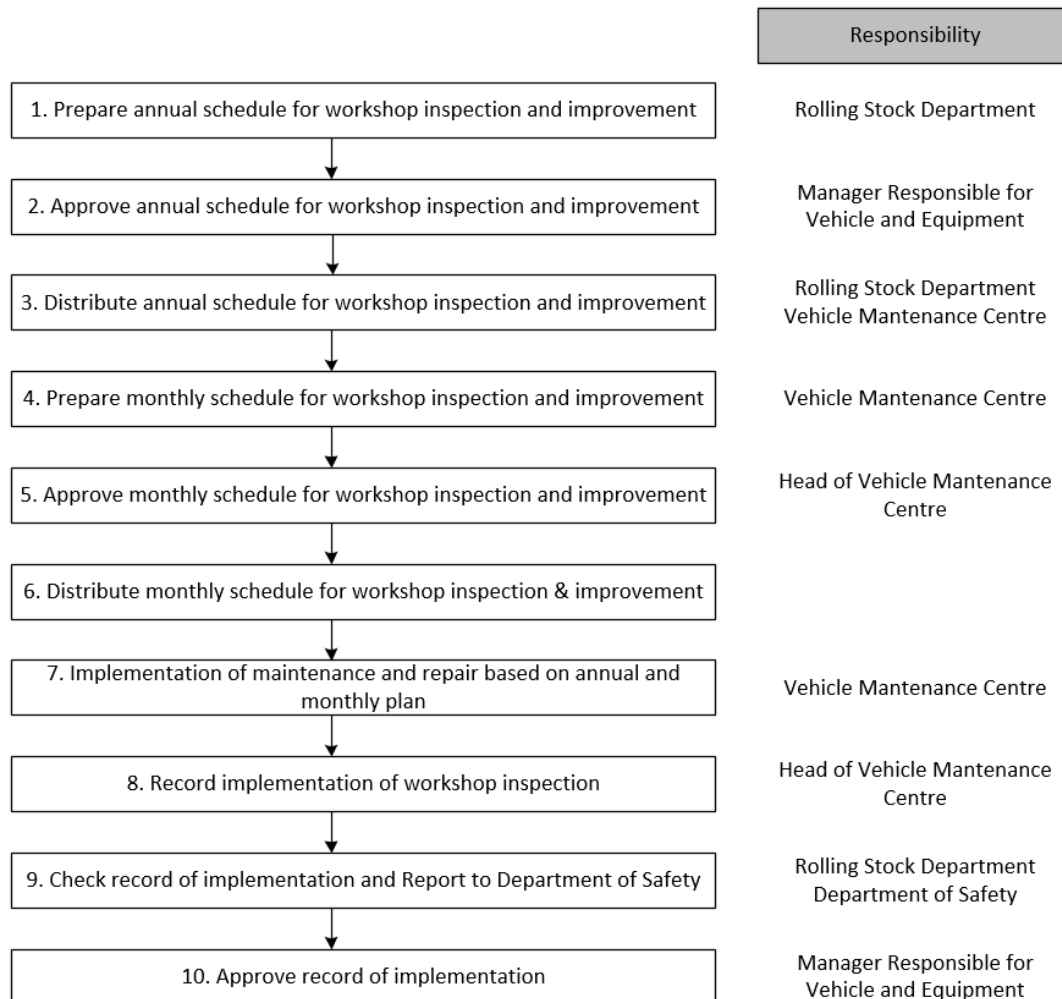 Responsibility
1. Prepare annual schedule for workshop inspection and improvement
Rolling Stock Department
2. Approve annual schedule for workshop inspection and improvement
Manager Responsible for
Vehicle and Equipment
3. Distribute annual schedule for workshop inspection and improvement
Rolling Stock Department
Vehicle Mantenance Centre
4. Prepare monthly schedule for workshop inspection and improvement
Vehicle Mantenance Centre
5. Approve monthly schedule for workshop inspection and improvement
Head of Vehicle Mantenance
Centre
6. Distribute monthly schedule for workshop inspection & improvement
7. Implementation of maintenance and repair based on annual and
monthly plan
Vehicle Mantenance Centre
8. Record implementation of workshop inspection
Head of Vehicle Mantenance
Centre
9. Check record of implementation and Report to Department of Safety
Rolling Stock Department
Department of Safety
10. Approve record of implementation
Manager Responsible for
Vehicle and Equipment